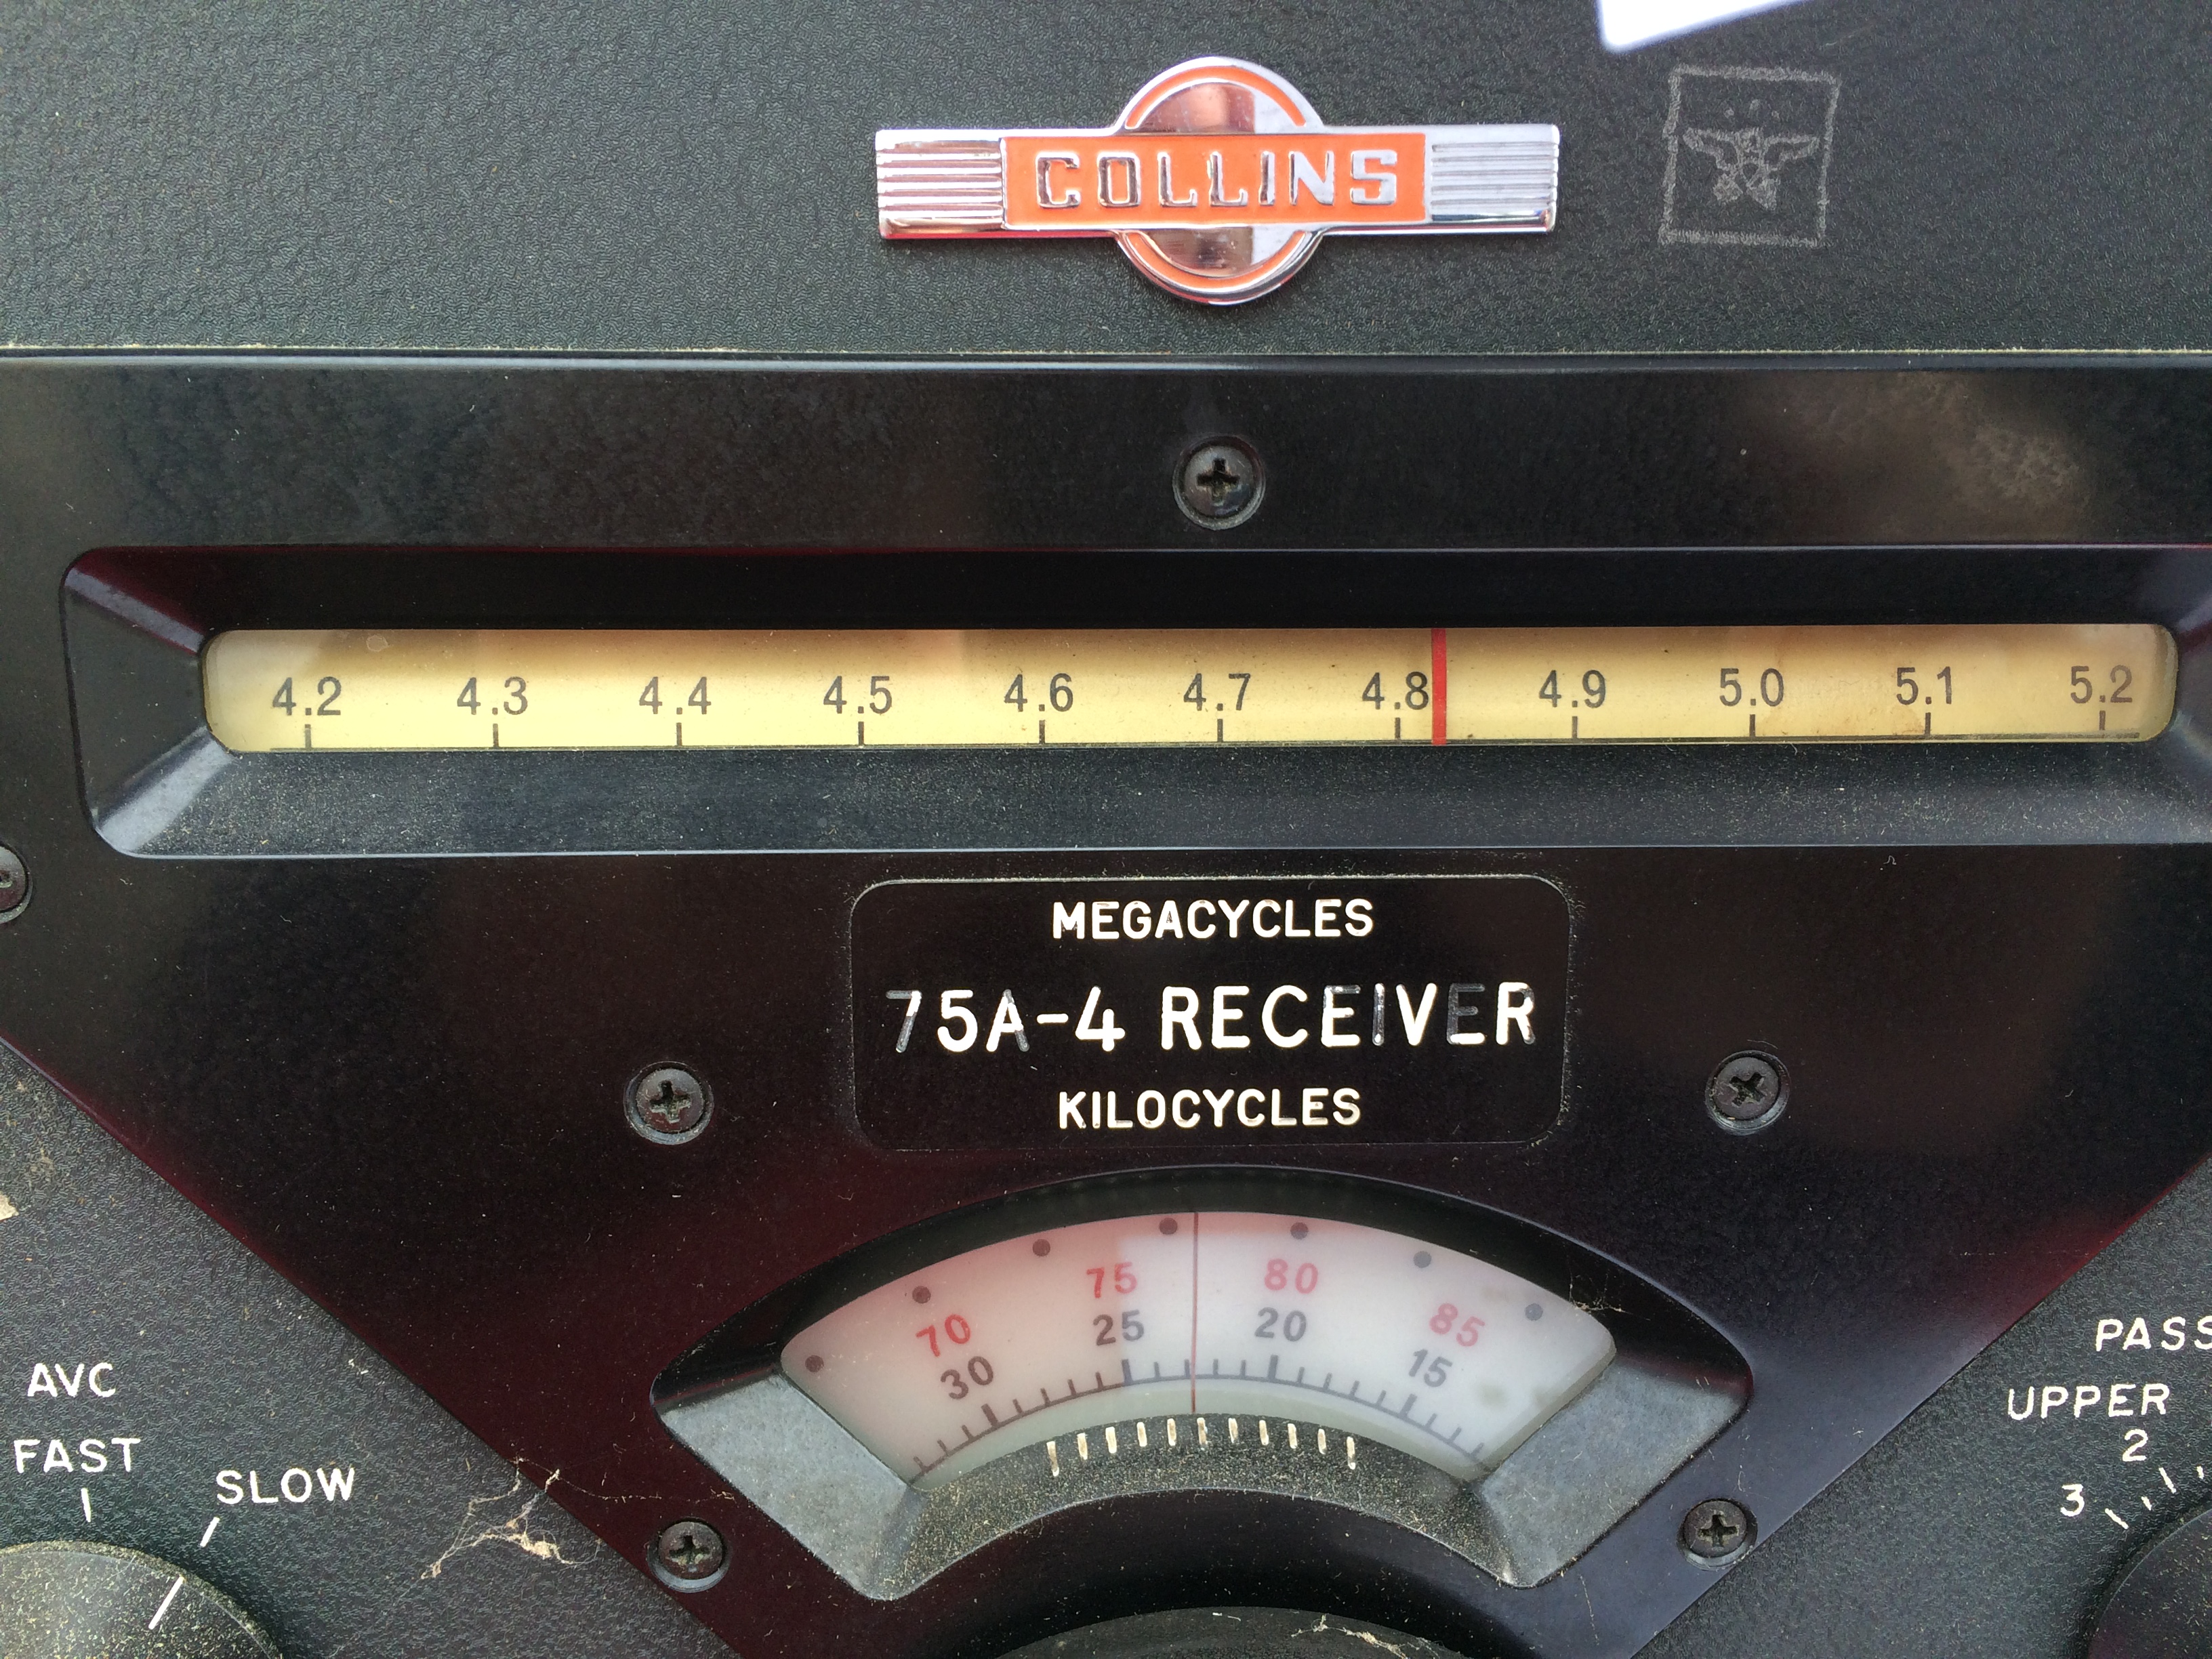 COLLINS
4.2 4.3 4.4 4.5 4.6 4.7 4.8 4.9 5.0 5.1 5.2
MEGACYCLES
75A-4 RECEIVER
KILOCYCLES
70 75 80 85
30 25 20 15
AVC
FAST
SLOW
PASS
UPPER
2
3